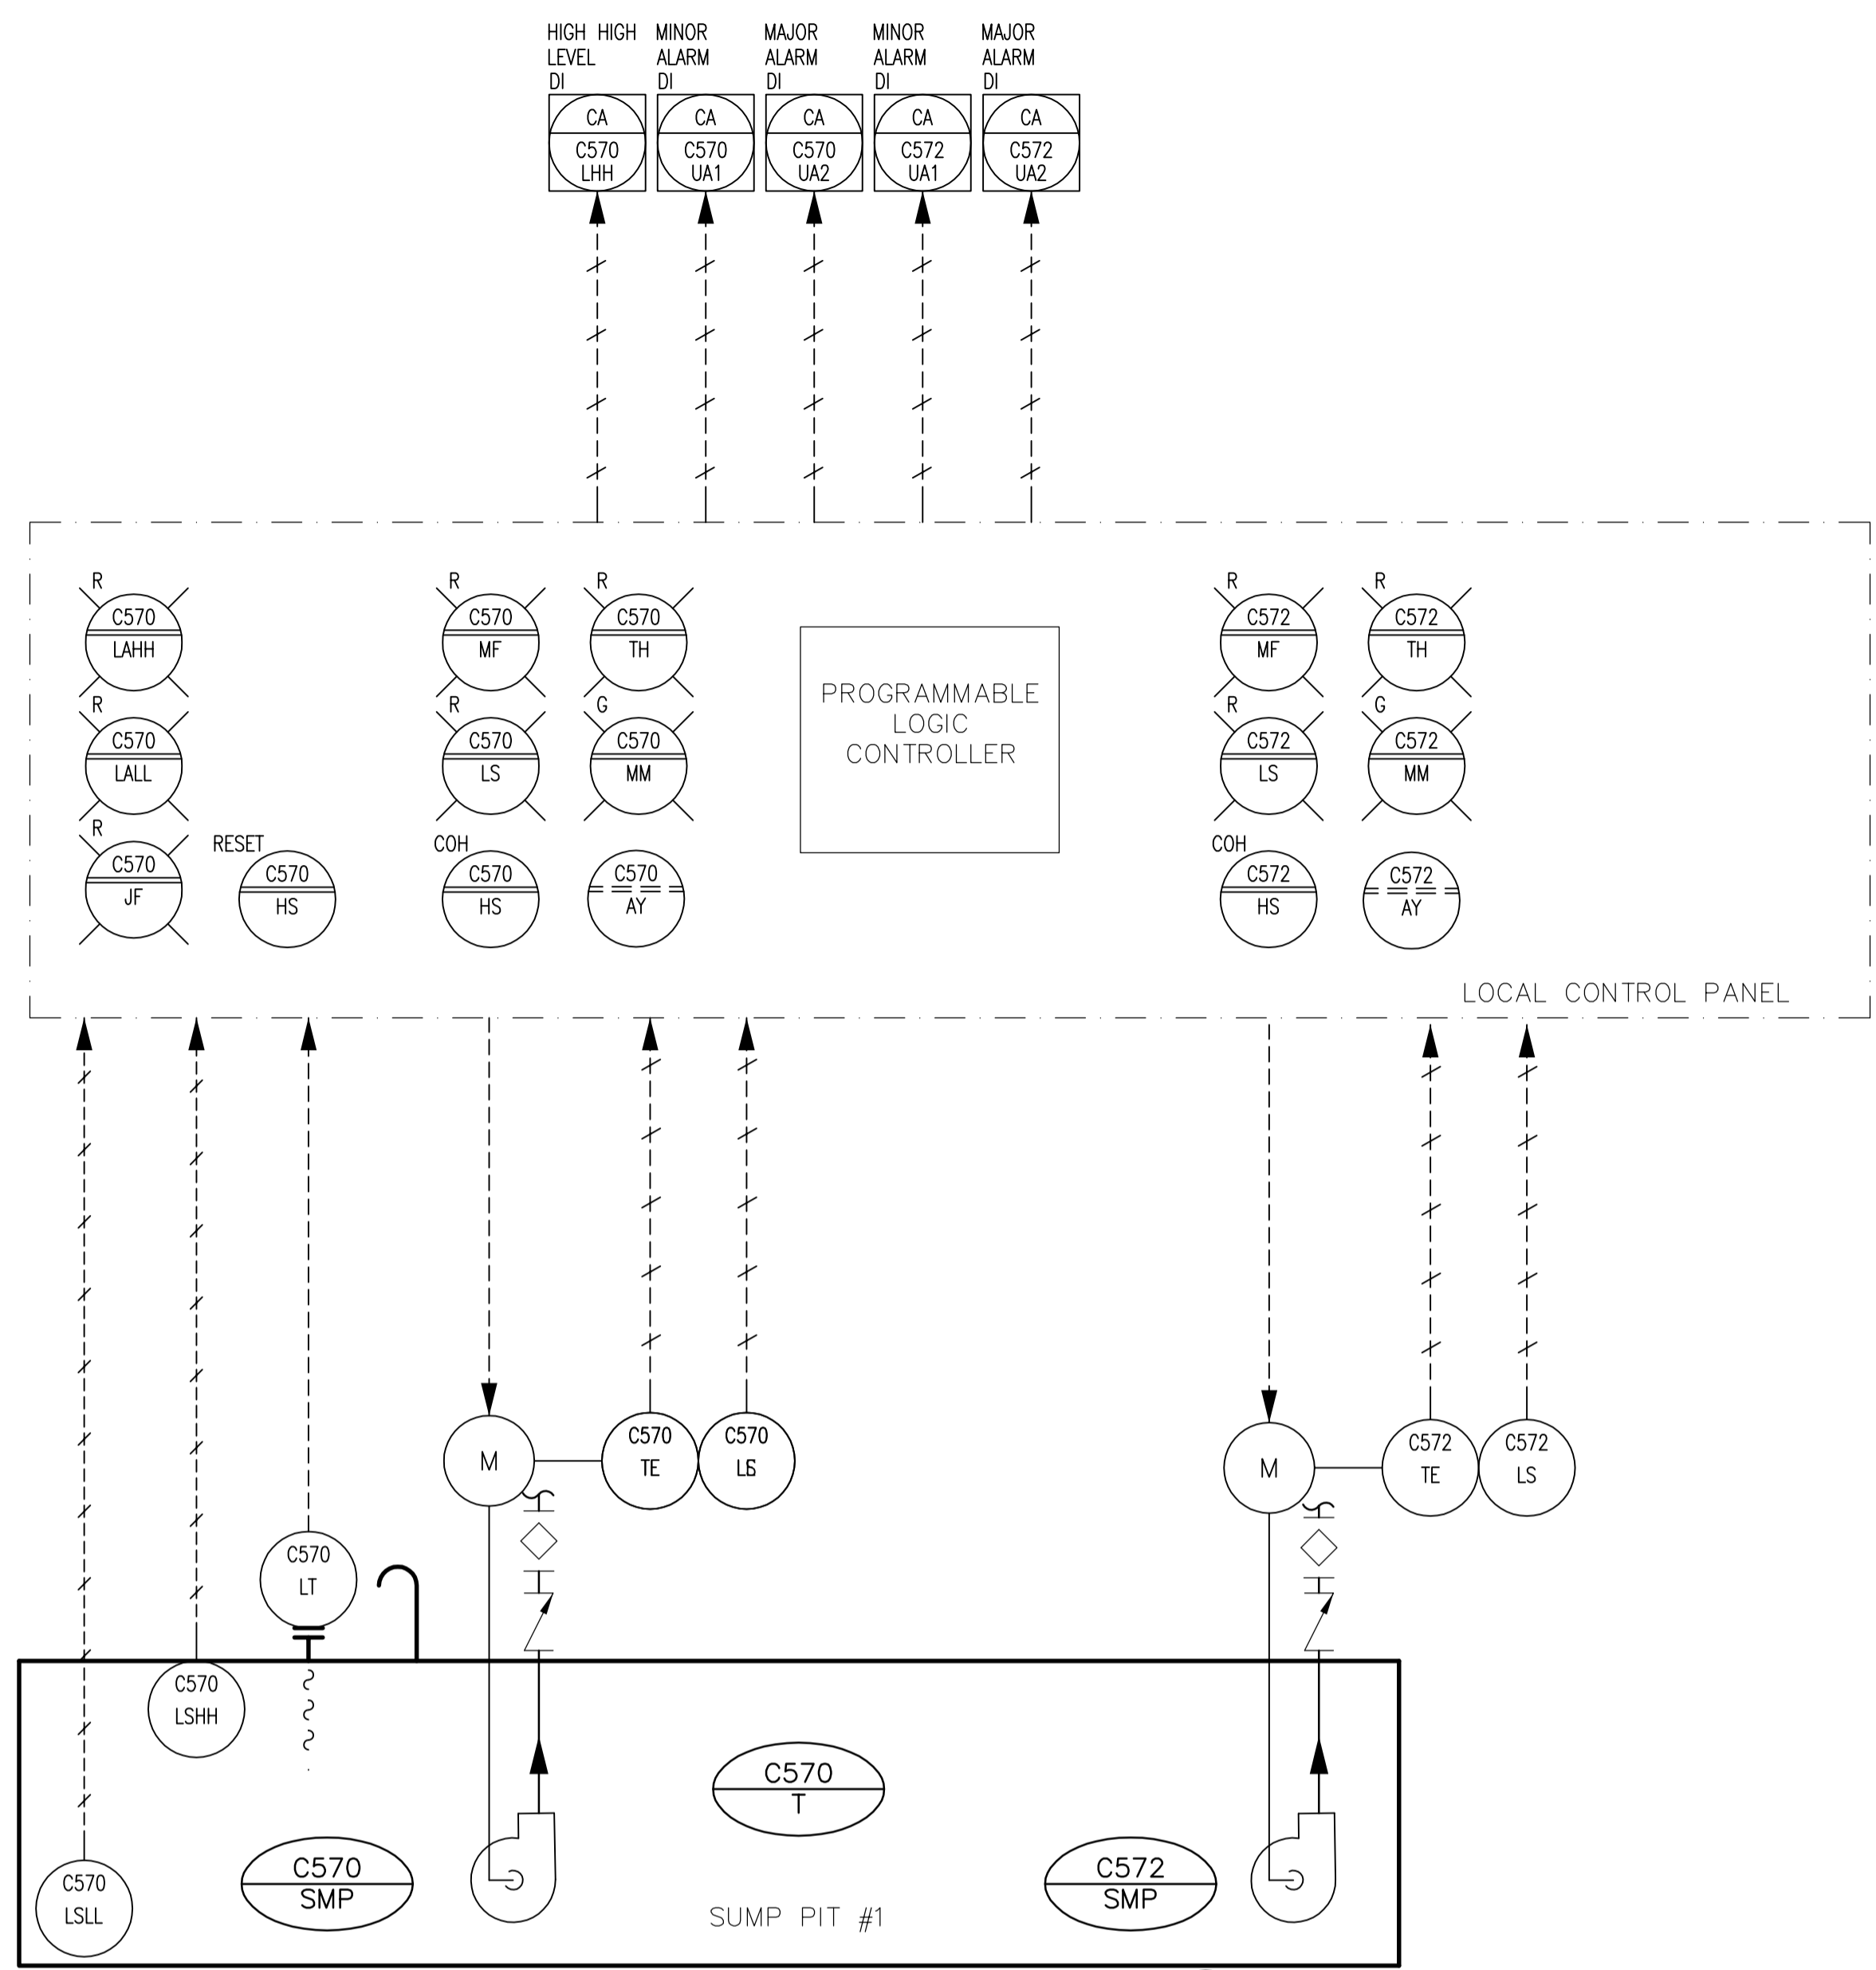 HIGH HIGH
LEVEL
DI
MINOR
ALARM
DI
MAJOR
ALARM
DI
MINOR
ALARM
DI
MAJOR
ALARM
DI
CA
C570
LHH
CA
C570
UA1
CA
C570
UA2
CA
C572
UA1
CA
C572
UA2
R
C570
LAHH
R
C570
MF
R
C570
TH
R
C572
MF
R
C572
TH
PROGRAMMABLE
LOGIC
CONTROLLER
R
C570
LALL
R
C570
LS
G
C570
MM
R
C572
LS
G
C572
MM
R
C570
JF
RESET
C570
HS
COH
C570
HS
C570
AY
COH
C572
HS
C572
AY
LOCAL CONTROL PANEL
M
C570
TE
C570
M
C572
TE
C572
LS
C570
LT
C570
LSHH
C570
T
C570
LSLL
C570
SMP
C572
SMP
SUMP PIT #1